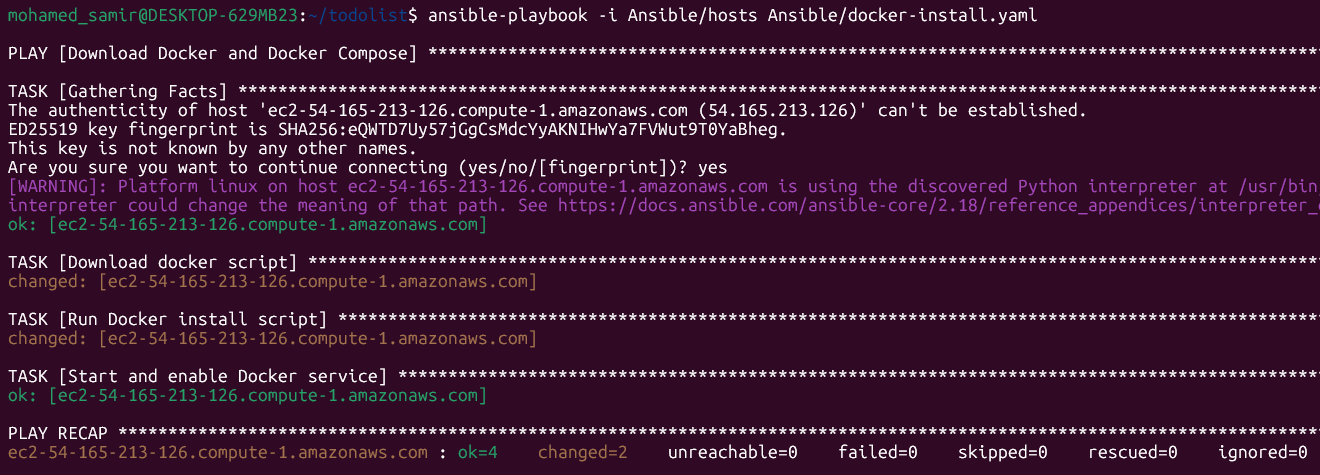 mohamed_samir@DESKTOP-629MB23:~/todolist$ ansible-playbook -i Ansible/hosts Ansible/docker-install.yaml
PLAY [Download Docker and Docker Compose] ******************************************************************************************
TASK [Gathering Facts] *************************************************************************************************************
The authenticity of host 'ec2-54-165-213-126.compute-1.amazonaws.com (54.165.213.126)' can't be established.
ED25519 key fingerprint is SHA256:eQWTD7Uy57jGgCsMdcYyAKNIHwYa7FVWut9T0YaBheg.
This key is not known by any other names.
Are you sure you want to continue connecting (yes/no/[fingerprint])? yes
[WARNING]: Platform linux on host ec2-54-165-213-126.compute-1.amazonaws.com is using the discovered Python interpreter at /usr/bin
interpreter could change the meaning of that path. See https://docs.ansible.com/ansible-core/2.18/reference_appendices/interpreter_
ok: [ec2-54-165-213-126.compute-1.amazonaws.com]
TASK [Download docker script] ******************************************************************************************************
changed: [ec2-54-165-213-126.compute-1.amazonaws.com]
TASK [Run Docker install script] ***************************************************************************************************
changed: [ec2-54-165-213-126.compute-1.amazonaws.com]
TASK [Start and enable Docker service] *********************************************************************************************
ok: [ec2-54-165-213-126.compute-1.amazonaws.com]
PLAY RECAP *************************************************************************************************************************
ec2-54-165-213-126.compute-1.amazonaws.com : ok=4    changed=2    unreachable=0    failed=0    skipped=0    rescued=0    ignored=0